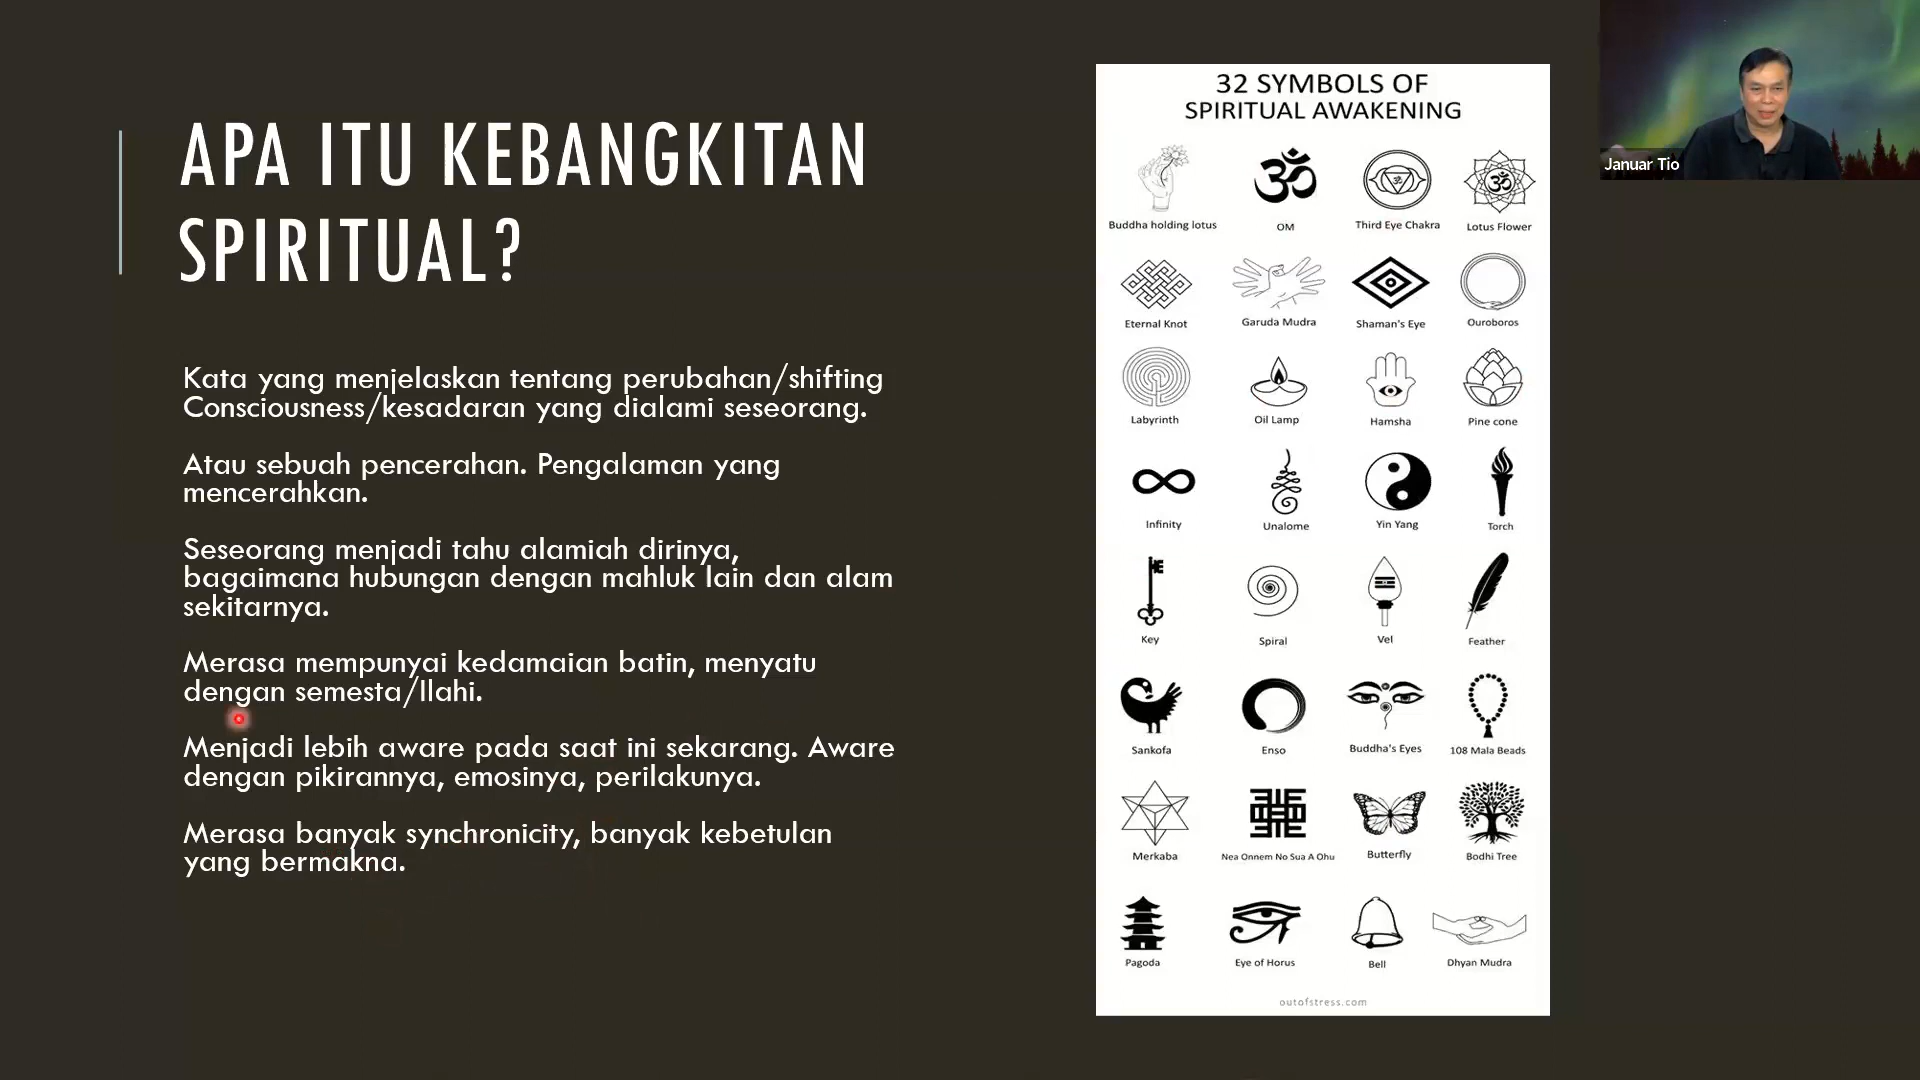 APA ITU KEBANGKITAN
SPIRITUAL?
Kata yang menjelaskan tentang perubahan/shifting
Consciousness/kesadaran yang dialami seseorang.
Atau sebuah pencerahan. Pengalaman yang
mencerahkan.
Seseorang menjadi tahu alamiah dirinya,
bagaimana hubungan dengan mahluk lain dan alam
sekitarnya.
Merasa mempunyai kedamaian batin, menyatu
dengan semesta/Ilahi.
Menjadi lebih aware pada saat ini sekarang. Aware
dengan pikirannya, emosinya, perilakunya.
Merasa banyak synchronicity, banyak kebetulan
yang bermakna.
32 SYMBOLS OF
SPIRITUAL AWAKENING
Buddha holding lotus
OM
Third Eye Chakra
Lotus Flower
Eternal Knot
Garuda Mudra
Shaman's Eye
Ouroboros
Labyrinth
Oil Lamp
Hamsha
Pine cone
Infinity
Unalome
Yin Yang
Torch
Key
Spiral
Vel
Feather
Sankofa
Enso
Buddha's Eyes
108 Mala Beads
Merkaba
Nea Onnem No Sua A Ohu
Butterfly
Bodhi Tree
Pagoda
Eye of Horus
Bell
Dhyan Mudra
outofstress.com
Januar Tio